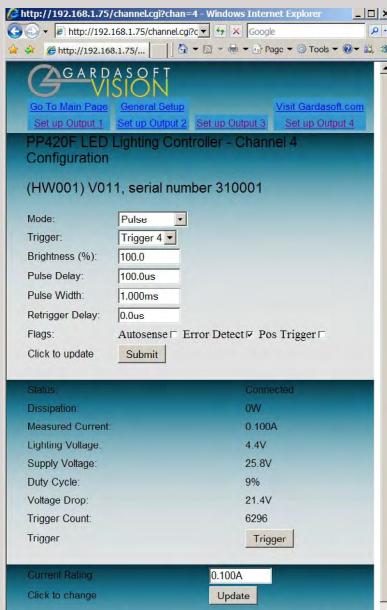 http://192.168.1.75/channel.cgi?chan=4 - Windows Internet Explorer
http://192.168.1.75/channel.cgi?c
Google
http://192.168.1.75/...
Page
Tools
GARDASOFT
VISION
Go To Main Page General Setup Visit Gardasoft.com
Set up Output 1 Set up Output 2 Set up Output 3 Set up Output 4
PP420F LED Lighting Controller - Channel 4
Configuration
(HW001) V011, serial number 310001
Mode: Pulse
Trigger: Trigger 4
Brightness (%): 100.0
Pulse Delay: 100.0us
Pulse Width: 1.000ms
Retrigger Delay: 0.0us
Flags: Autosense Error Detect Pos Trigger
Click to update Submit
Status: Connected
Dissipation: 0W
Measured Current: 0.100A
Lighting Voltage: 4.4V
Supply Voltage: 25.8V
Duty Cycle: 9%
Voltage Drop: 21.4V
Trigger Count: 6296
Trigger Trigger
Current Rating: 0.100A
Click to change Update